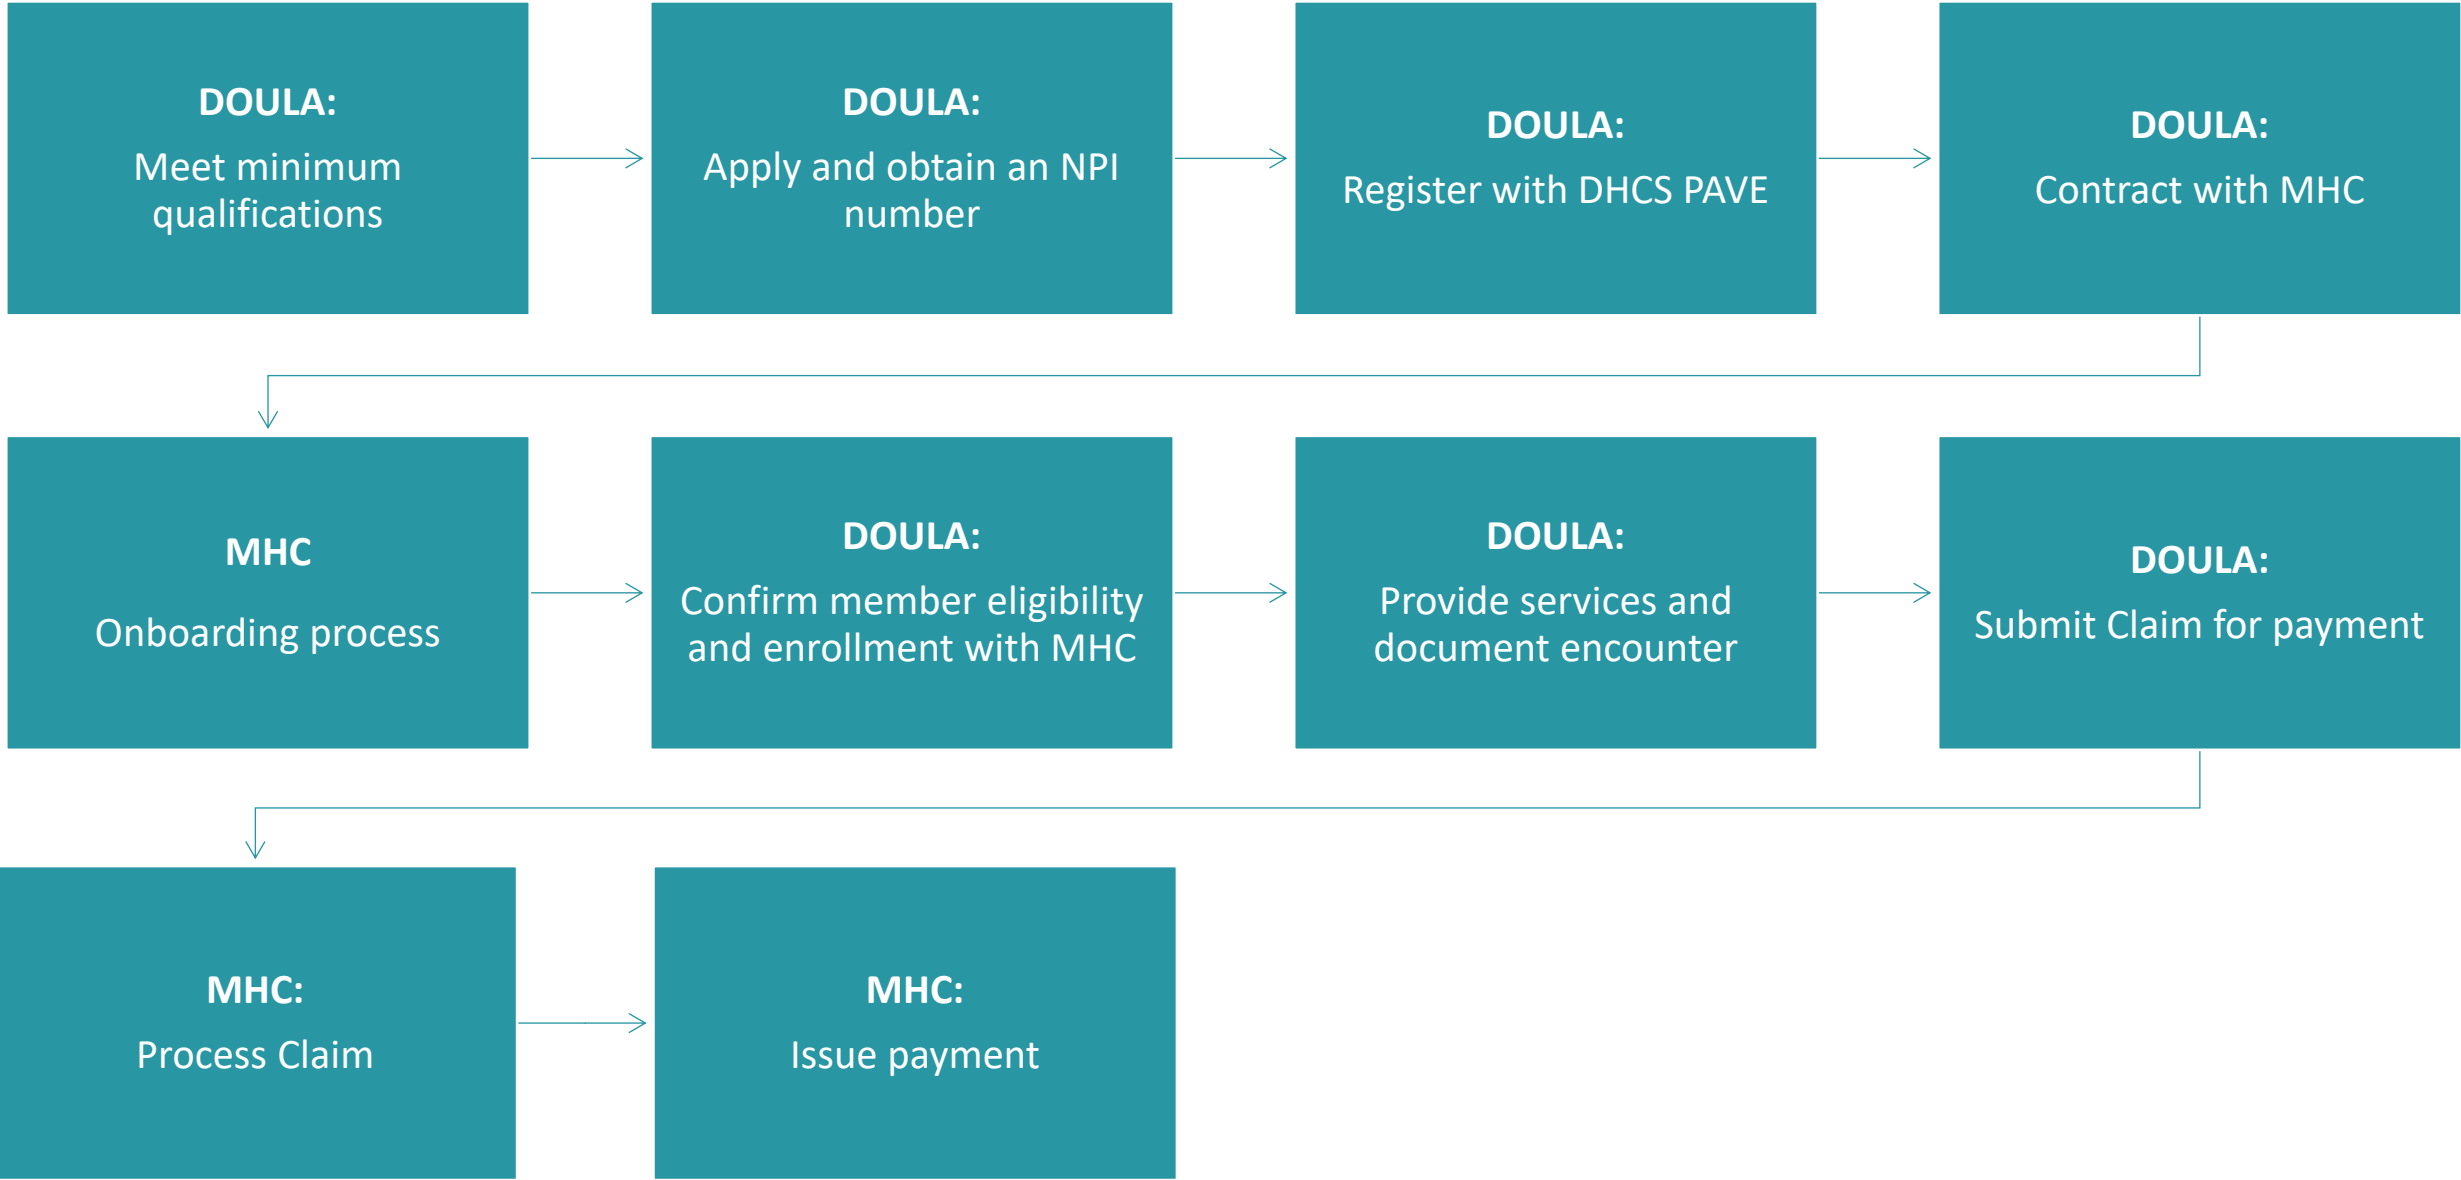 DOULA:
Meet minimum
qualifications
DOULA:
Apply and obtain an NPI
number
DOULA:
Register with DHCS PAVE
DOULA:
Contract with MHC
MHC
Onboarding process
DOULA:
Confirm member eligibility
and enrollment with MHC
DOULA:
Provide services and
document encounter
DOULA:
Submit Claim for payment
MHC:
Process Claim
MHC:
Issue payment